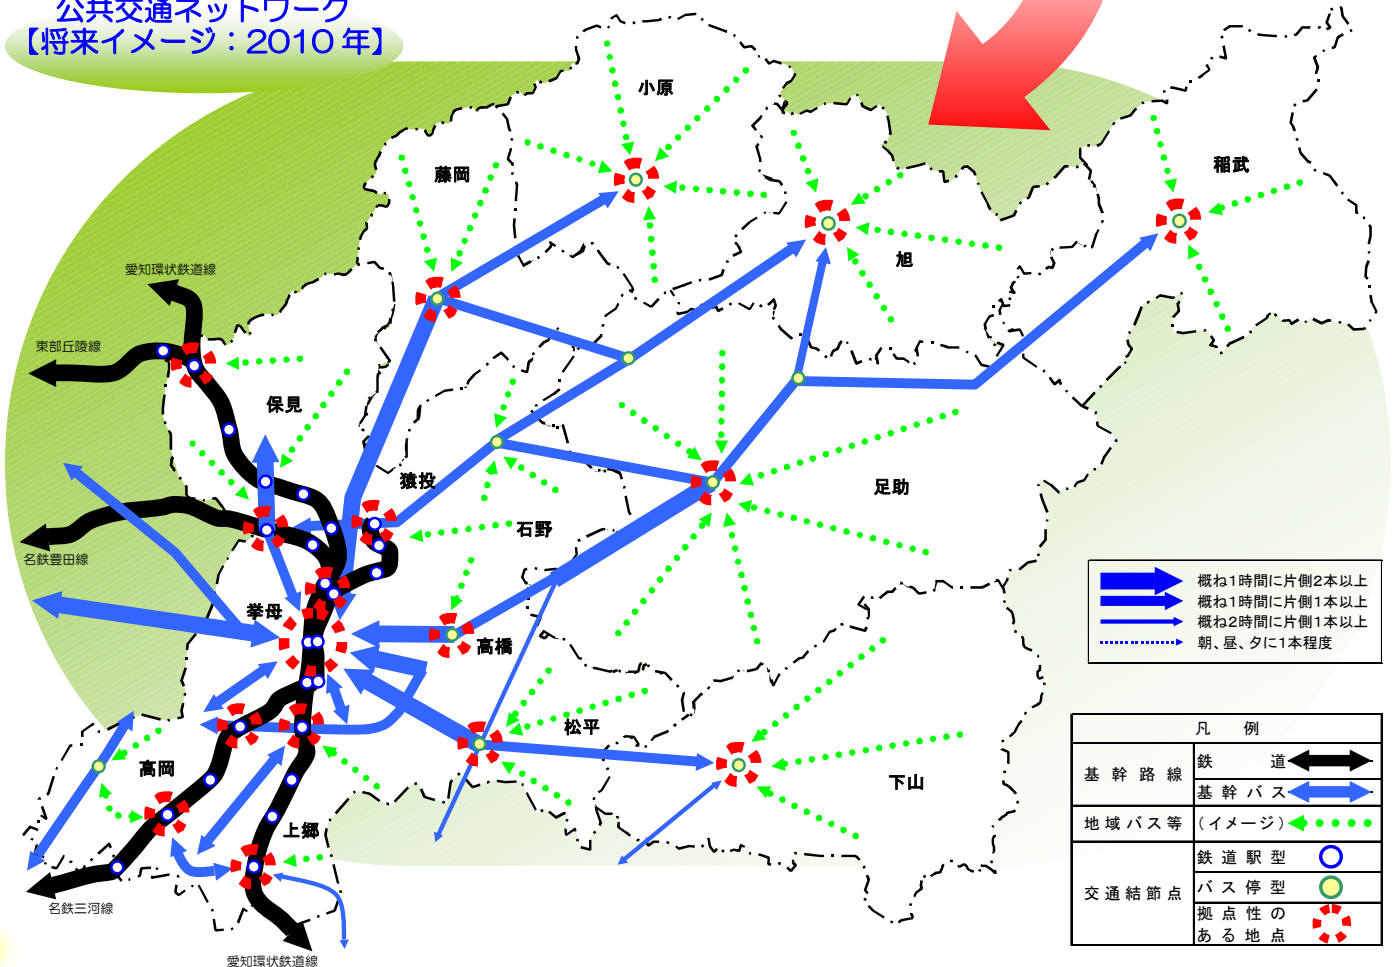 公共交通ネットワーク
【将来イメージ：2010年】
小原
藤岡
稲武
旭
愛知環状鉄道線
東部丘陵線
保見
猿投
足助
石野
名鉄豊田線
挙母
高橋
松平
高岡
下山
上郷
名鉄三河線
愛知環状鉄道線
概ね1時間に片側2本以上
概ね1時間に片側1本以上
概ね2時間に片側1本以上
朝、昼、夕に1本程度
凡　例
基幹路線
鉄　道
基幹バス
地域バス等
(イメージ)
交通結節点
鉄道駅型
バス停型
拠点性の
ある地点